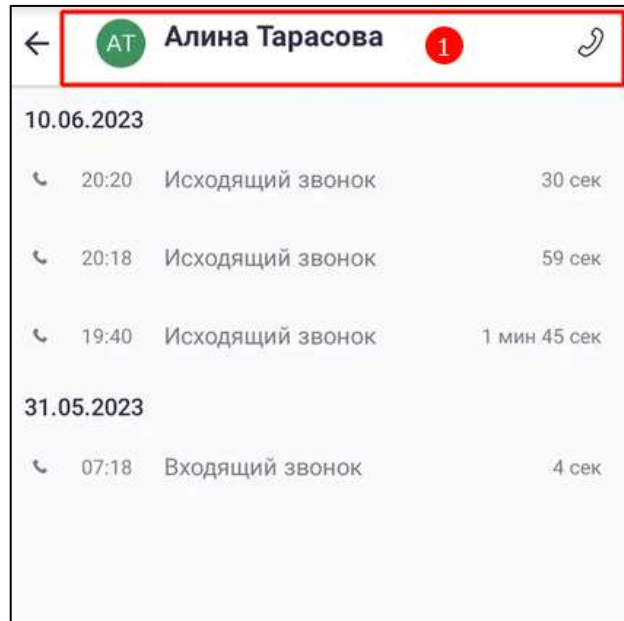 АТ Алина Тарасова 1
10.06.2023
20:20 Исходящий звонок 30 сек
20:18 Исходящий звонок 59 сек
19:40 Исходящий звонок 1 мин 45 сек
31.05.2023
07:18 Входящий звонок 4 сек